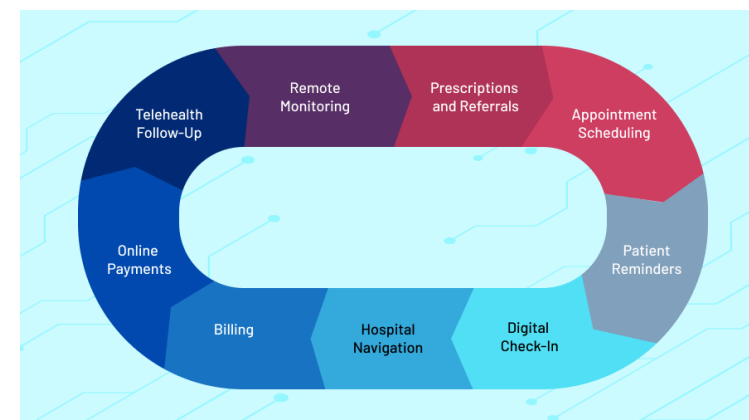 Remote
Monitoring
Prescriptions
and Referrals
Appointment
Scheduling
Patient
Reminders
Digital
Check-In
Hospital
Navigation
Billing
Online
Payments
Telehealth
Follow-Up